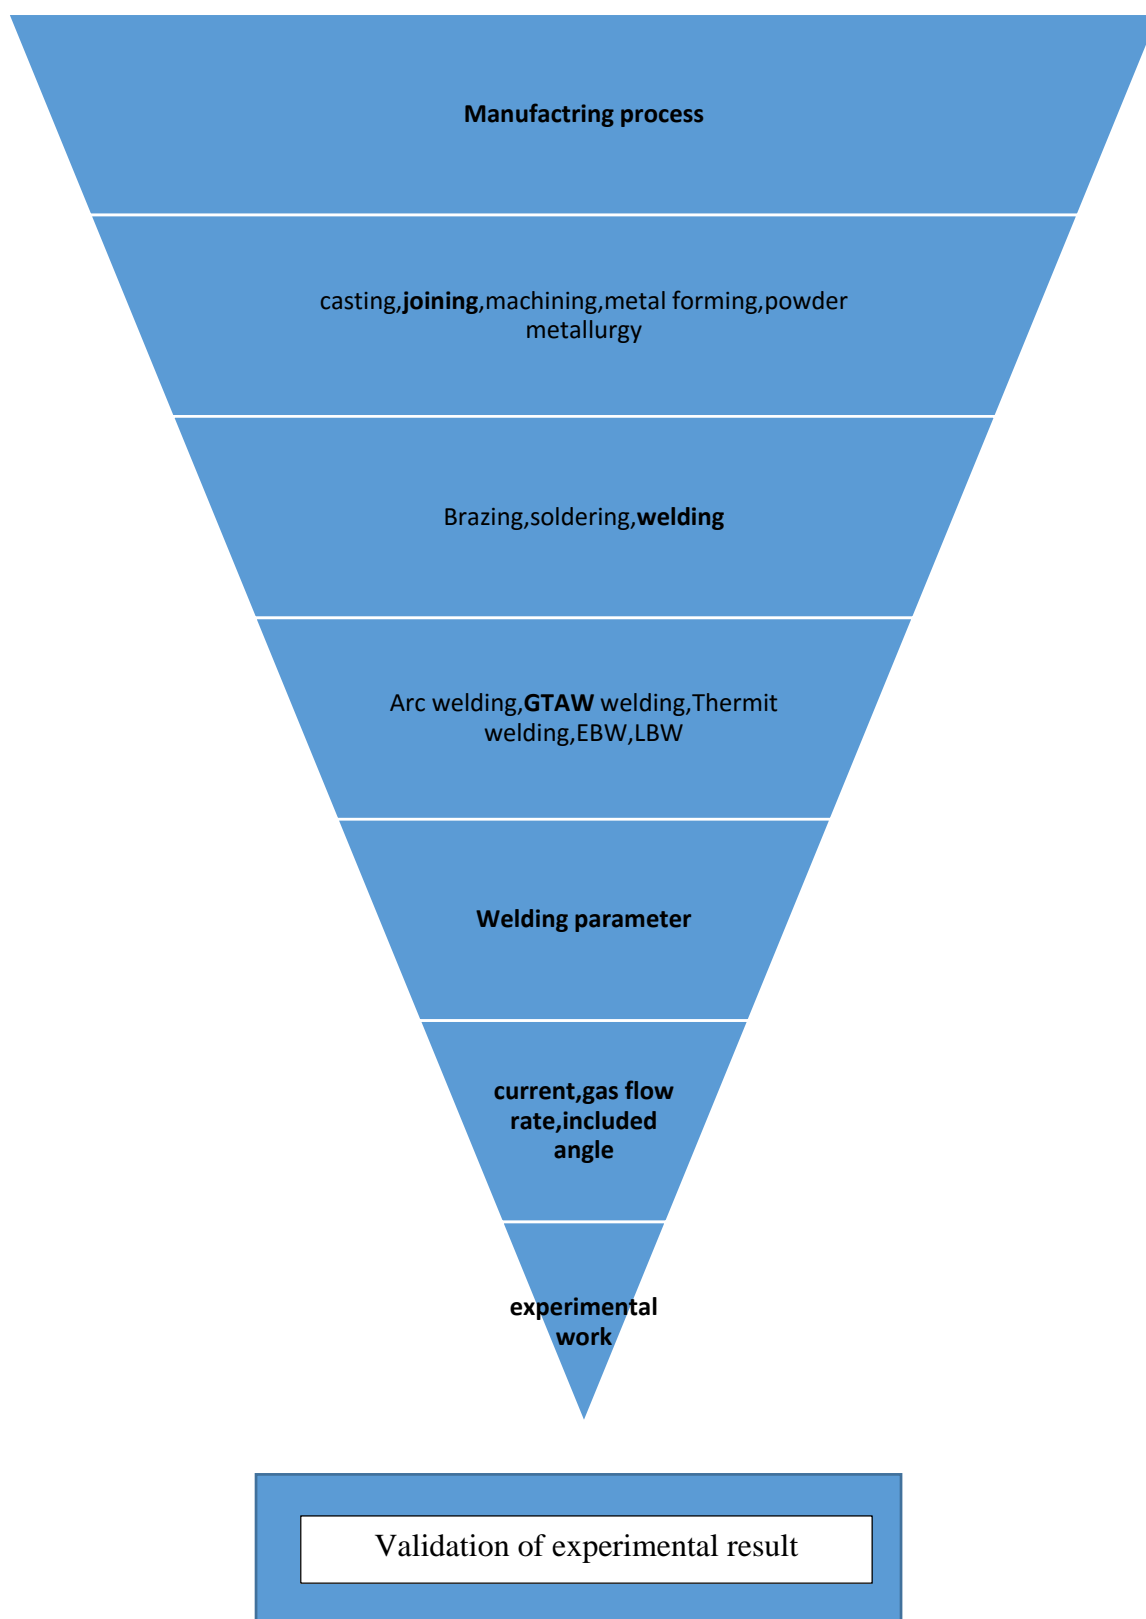 Manufactring process
casting,joining,machining,metal forming,powder
metallurgy
Brazing,soldering,welding
Arc welding,GTAW welding,Thermit
welding,EBW,LBW
Welding parameter
current,gas flow
rate,included
angle
experimental
work
Validation of experimental result